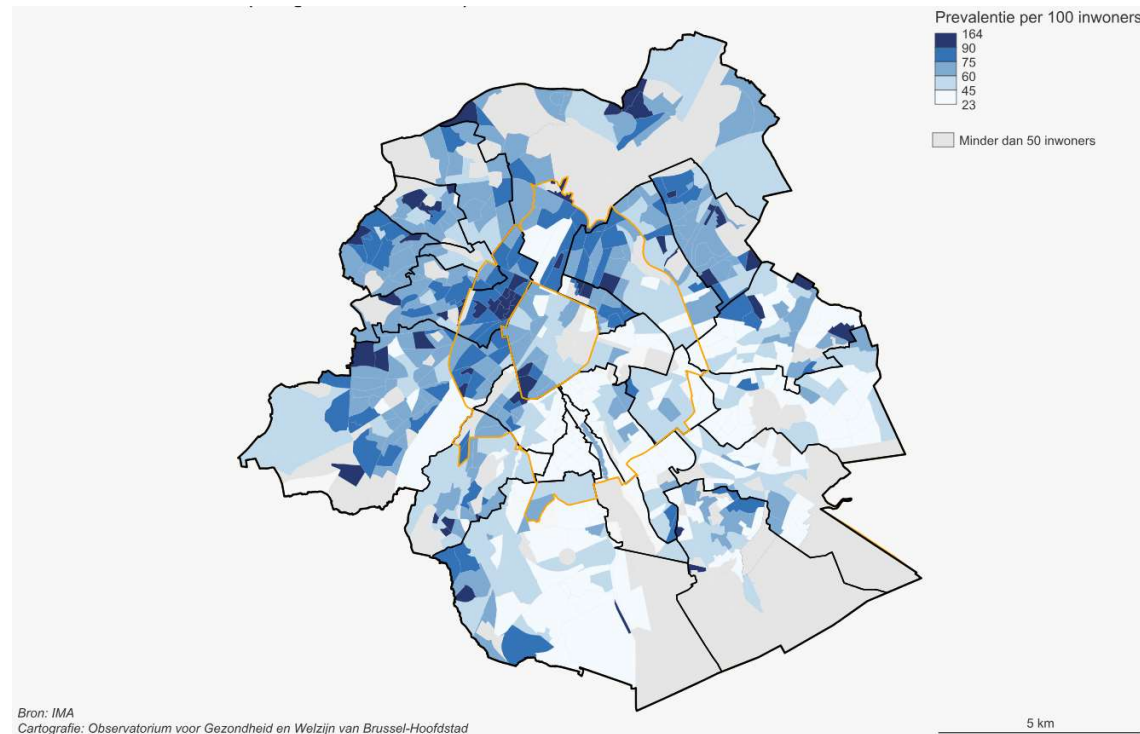 Prevalentie per 100 inwoners
164
90
75
60
45
23
Minder dan 50 inwoners
Bron: IMA
Cartografie: Observatorium voor Gezondheid en Welzijn van Brussel-Hoofdstad
5 km